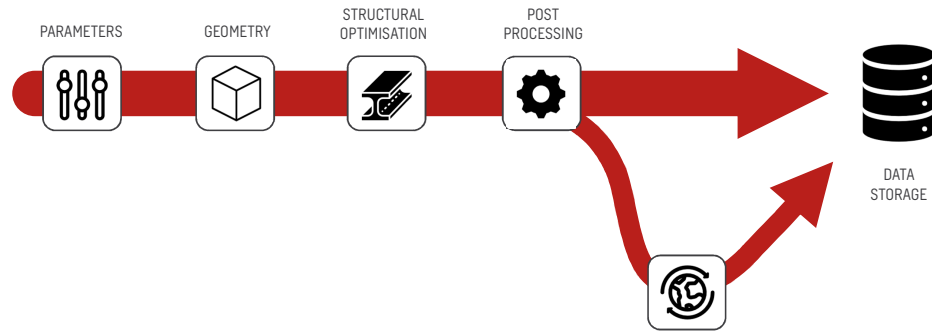 PARAMETERS
GEOMETRY
STRUCTURAL
OPTIMISATION
POST
PROCESSING
DATA
STORAGE